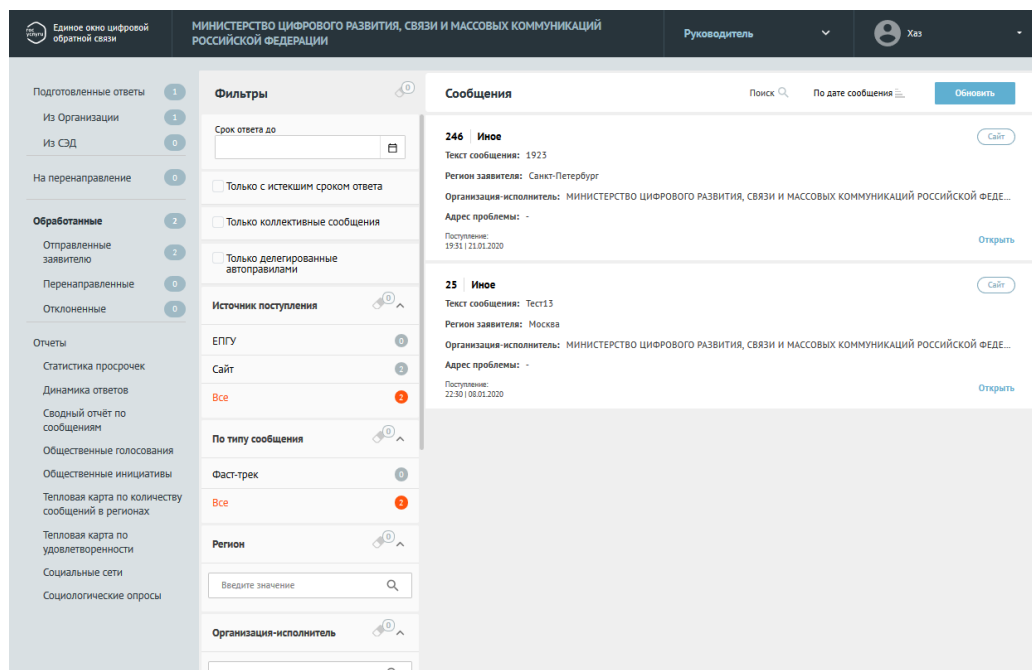 гос услуги
Единое окно цифровой
обратной связи
МИНИСТЕРСТВО ЦИФРОВОГО РАЗВИТИЯ, СВЯЗИ И МАССОВЫХ КОММУНИКАЦИЙ
РОССИЙСКОЙ ФЕДЕРАЦИИ
Руководитель
Хаз
Подготовленные ответы 1
Из Организации 1
Из СЭД 0
На перенаправление 0
Обработанные 2
Отправленные
заявителю 2
Перенаправленные 0
Отклоненные 0
Отчеты
Статистика просрочек
Динамика ответов
Сводный отчёт по
сообщениям
Общественные голосования
Общественные инициативы
Тепловая карта по количеству
сообщений в регионах
Тепловая карта по
удовлетворенности
Социальные сети
Социологические опросы
Фильтры 0
Срок ответа до
Только с истекшим сроком ответа
Только коллективные сообщения
Только делегированные
автоправилами
Источник поступления 0
ЕПГУ 0
Сайт 2
Все 2
По типу сообщения 0
Фаст-трек 0
Все 2
Регион 0
Введите значение
Организация-исполнитель 0
Сообщения
Поиск
По дате сообщения
Обновить
246 Иное
Сайт
Текст сообщения: 1923
Регион заявителя: Санкт-Петербург
Организация-исполнитель: МИНИСТЕРСТВО ЦИФРОВОГО РАЗВИТИЯ, СВЯЗИ И МАССОВЫХ КОММУНИКАЦИЙ РОССИЙСКОЙ ФЕДЕ...
Адрес проблемы: -
Поступление:
19:31 | 21.01.2020
Открыть
25 Иное
Сайт
Текст сообщения: Тест13
Регион заявителя: Москва
Организация-исполнитель: МИНИСТЕРСТВО ЦИФРОВОГО РАЗВИТИЯ, СВЯЗИ И МАССОВЫХ КОММУНИКАЦИЙ РОССИЙСКОЙ ФЕДЕ...
Адрес проблемы: -
Поступление:
22:30 | 08.01.2020
Открыть